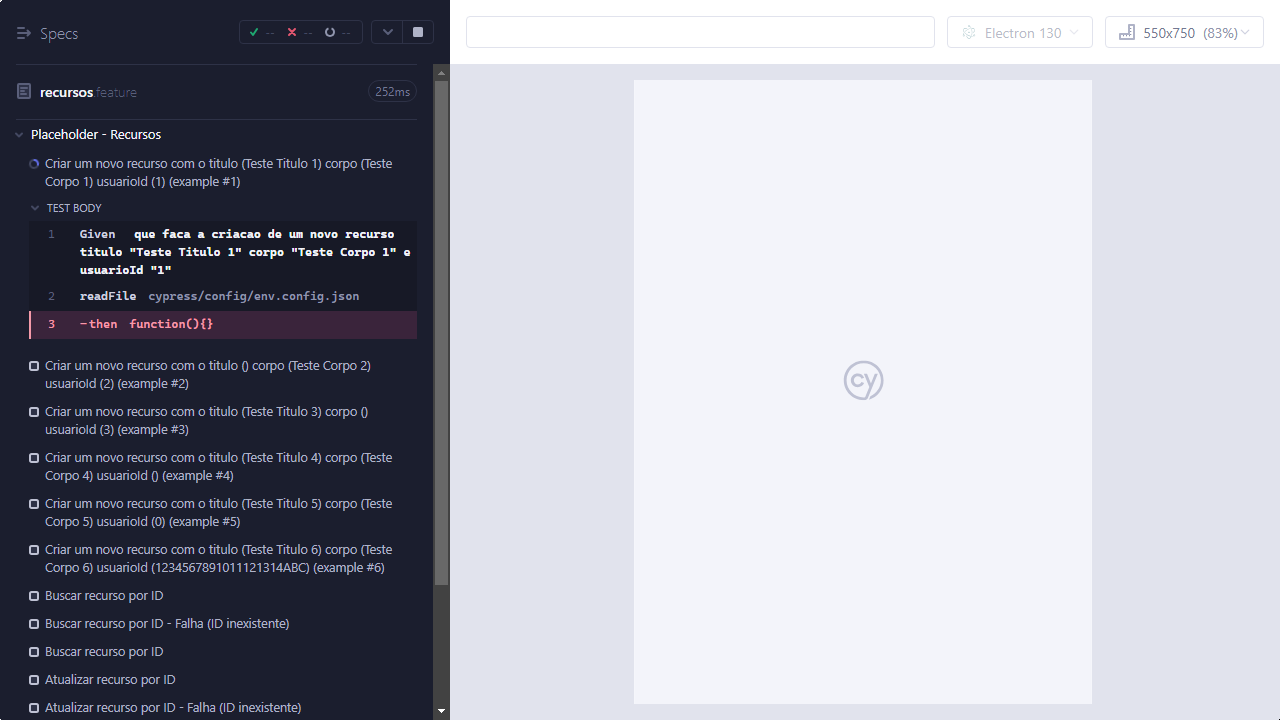 Specs
--
--
--
Electron 130
550x750 (83%)
recursos.feature
252ms
Placeholder - Recursos
Criar um novo recurso com o titulo (Teste Titulo 1) corpo (Teste
Corpo 1) usuarioId (1) (example #1)
TEST BODY
1 Given que faca a criacao de um novo recurso
titulo "Teste Titulo 1" corpo "Teste Corpo 1" e
usuarioId "1"
2 readFile cypress/config/env.config.json
3 -then function(){}
Criar um novo recurso com o titulo () corpo (Teste Corpo 2)
usuarioId (2) (example #2)
Criar um novo recurso com o titulo (Teste Titulo 3) corpo ()
usuarioId (3) (example #3)
Criar um novo recurso com o titulo (Teste Titulo 4) corpo (Teste
Corpo 4) usuarioId () (example #4)
Criar um novo recurso com o titulo (Teste Titulo 5) corpo (Teste
Corpo 5) usuarioId (0) (example #5)
Criar um novo recurso com o titulo (Teste Titulo 6) corpo (Teste
Corpo 6) usuarioId (1234567891011121314ABC) (example #6)
Buscar recurso por ID
Buscar recurso por ID - Falha (ID inexistente)
Buscar recurso por ID
Atualizar recurso por ID
Atualizar recurso por ID - Falha (ID inexistente)
cy